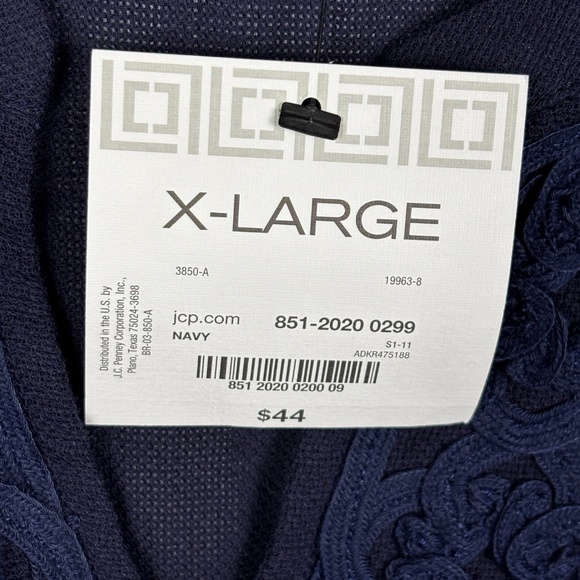 X-LARGE
3850-A 19963-8
Distributed in the U.S. by
J.C. Penney Corporation, Inc.,
Plano, Texas 75024-3698
BR-03-850-A
jcp.com 851-2020 0299
NAVY S1-11
ADKR475188
851 2020 0200 09
$44